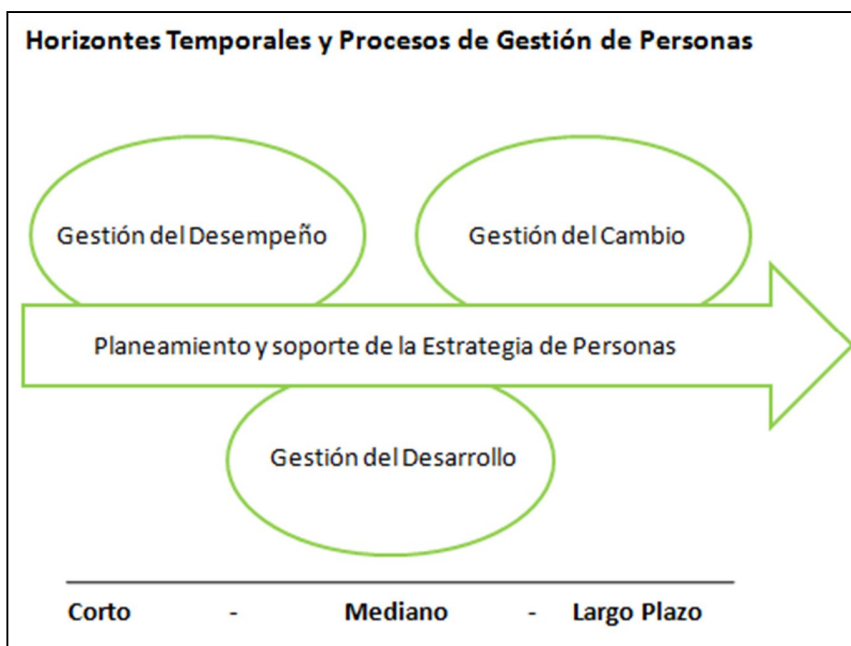 Horizontes Temporales y Procesos de Gestión de Personas
Gestión del Desempeño
Gestión del Cambio
Planeamiento y soporte de la Estrategia de Personas
Gestión del Desarrollo
Corto - Mediano - Largo Plazo